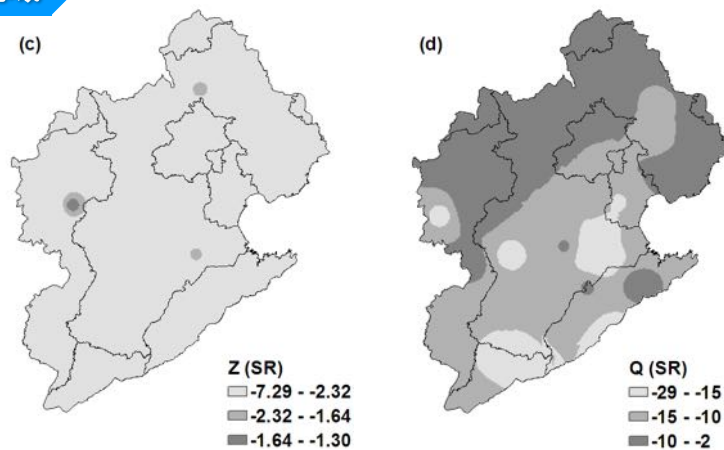 (c)
(d)
Z (SR)
-7.29 - -2.32
-2.32 - -1.64
-1.64 - -1.30
Q (SR)
-29 - -15
-15 - -10
-10 - -2